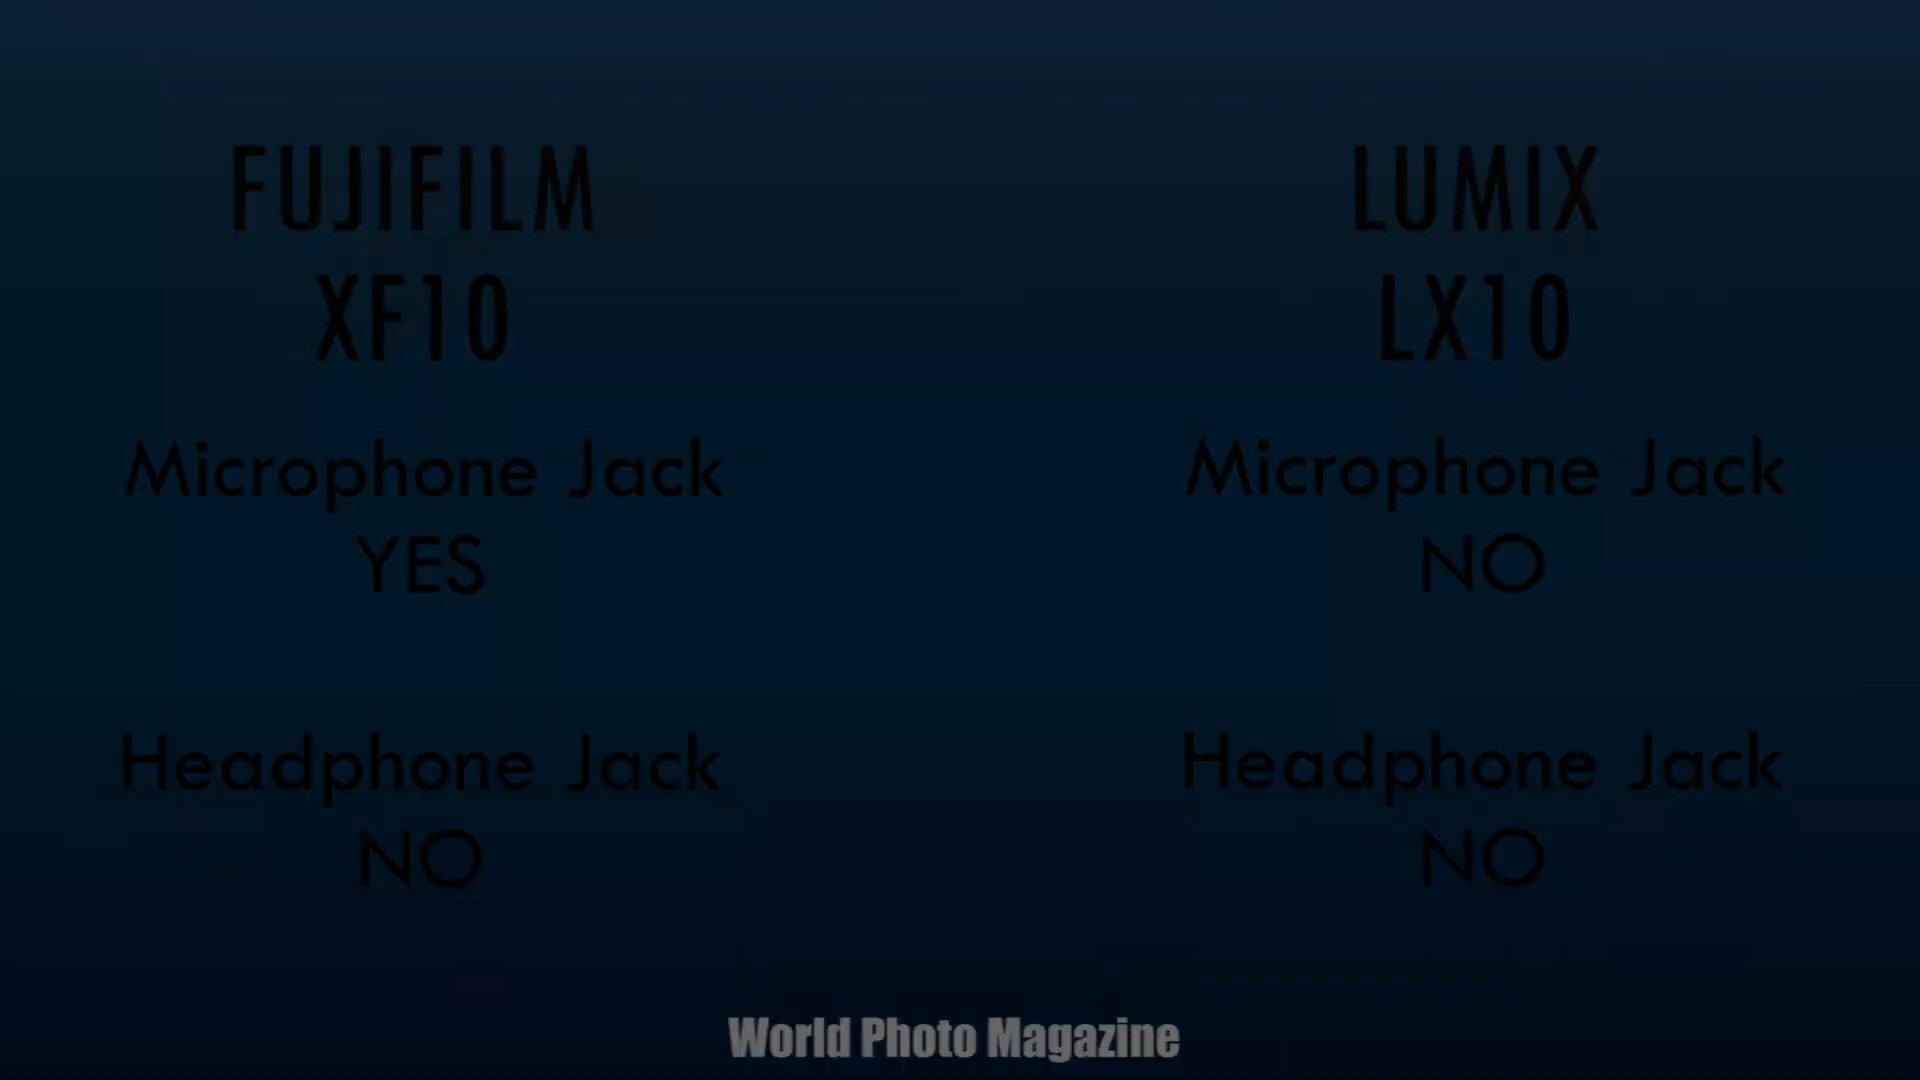 FUJIFILM
XF10
Microphone Jack
YES
Headphone Jack
NO
LUMIX
LX10
Microphone Jack
NO
Headphone Jack
NO
World Photo Magazine